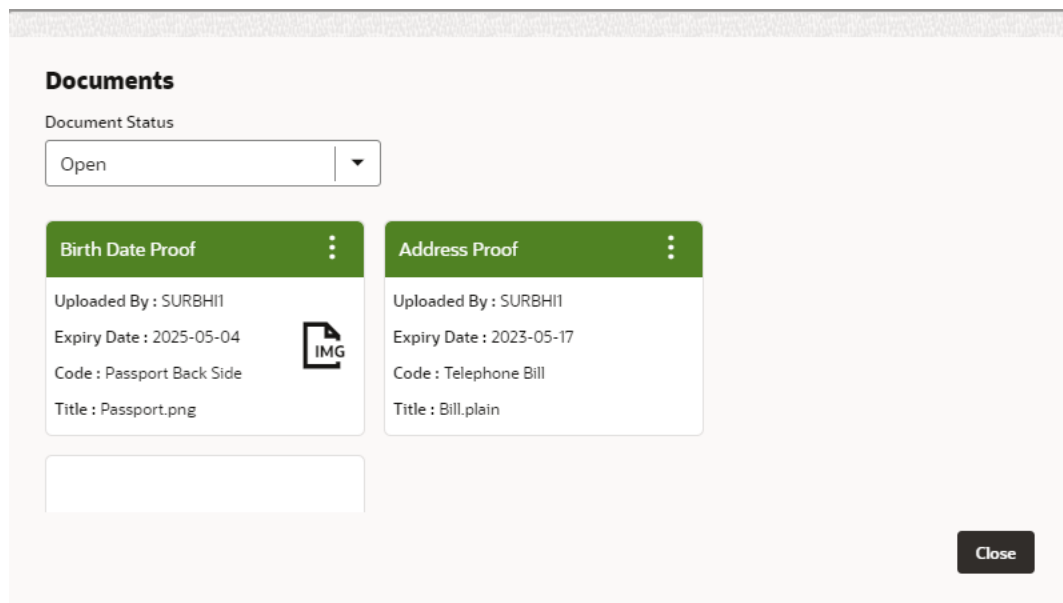 Documents
Document Status
Open
Birth Date Proof
Uploaded By : SURBHI1
Expiry Date : 2025-05-04
IMG
Code : Passport Back Side
Title : Passport.png
Address Proof
Uploaded By : SURBHI1
Expiry Date : 2023-05-17
Code : Telephone Bill
Title : Bill.plain
Close